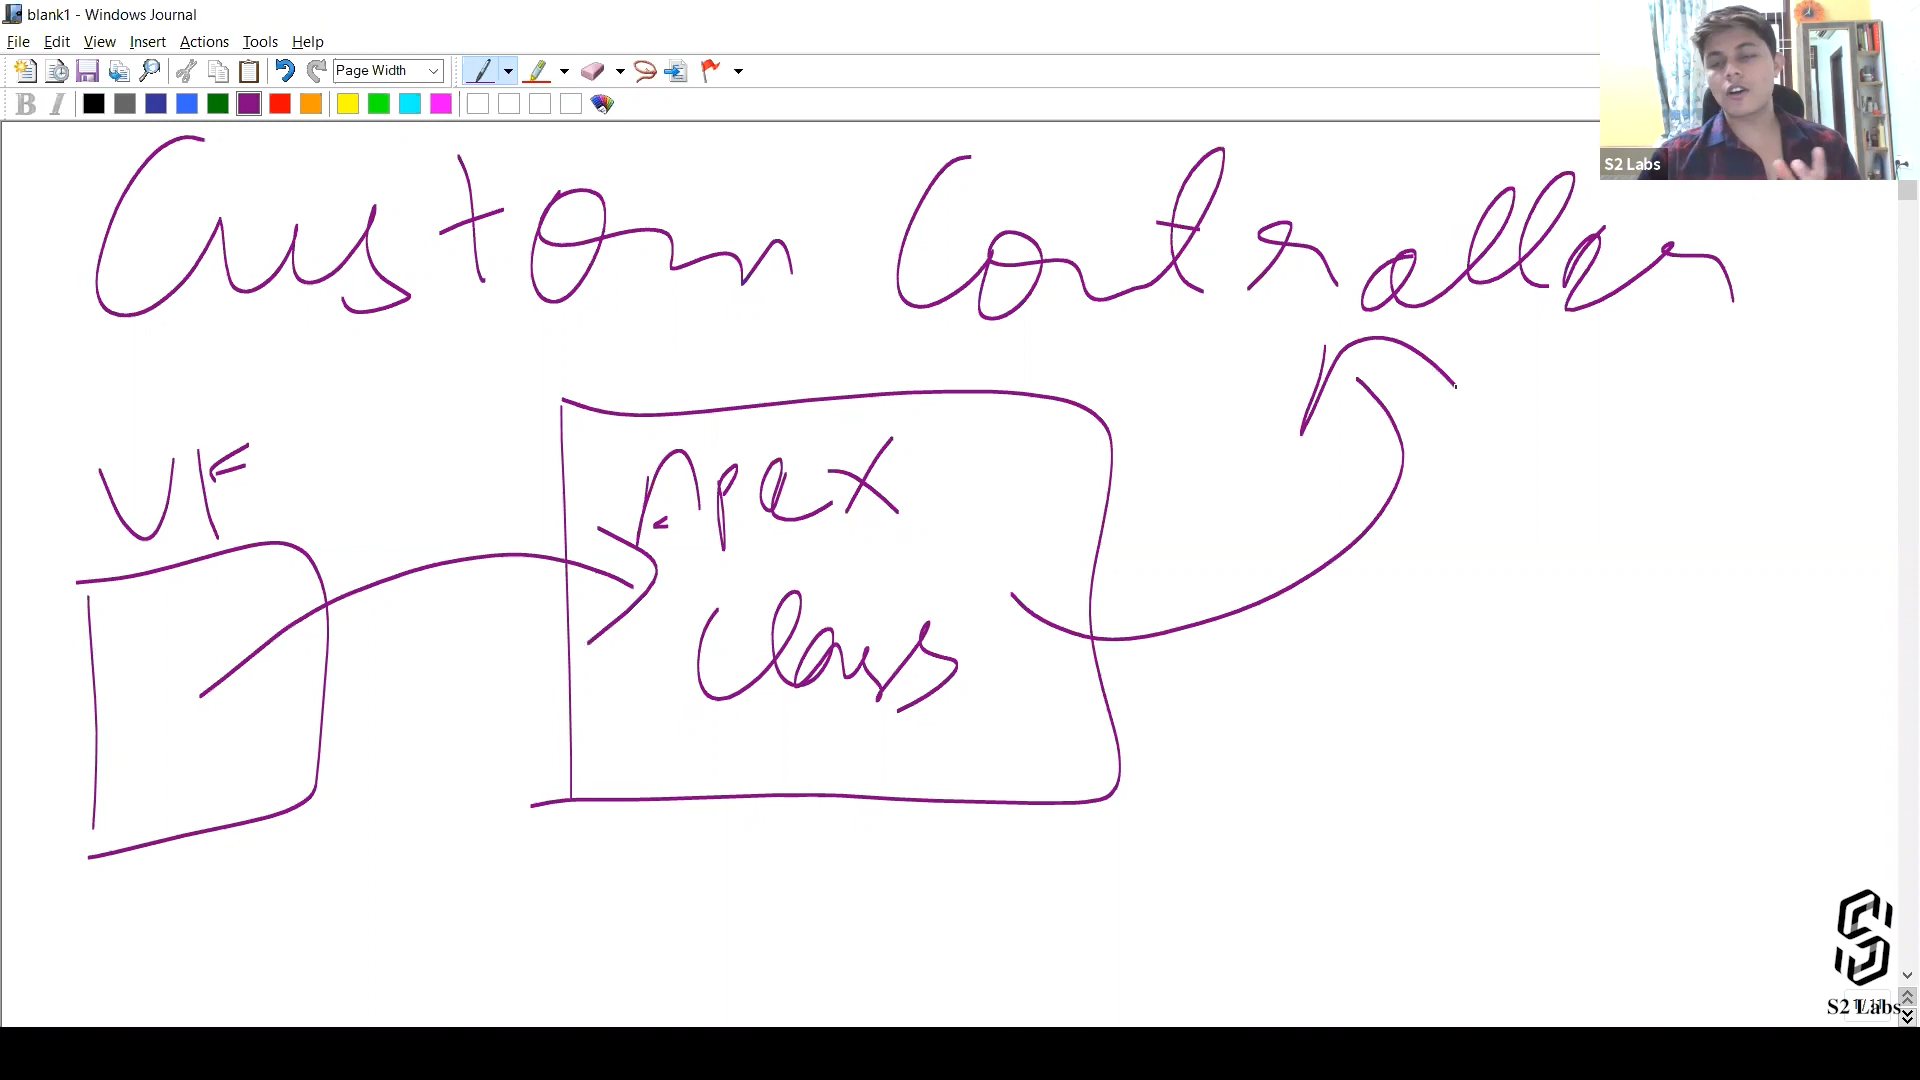 blank1 - Windows Journal
File Edit View Insert Actions Tools Help
Page Width
B I
S2 Labs
Custom Controller
VF
Apex
Class
S2 Labs